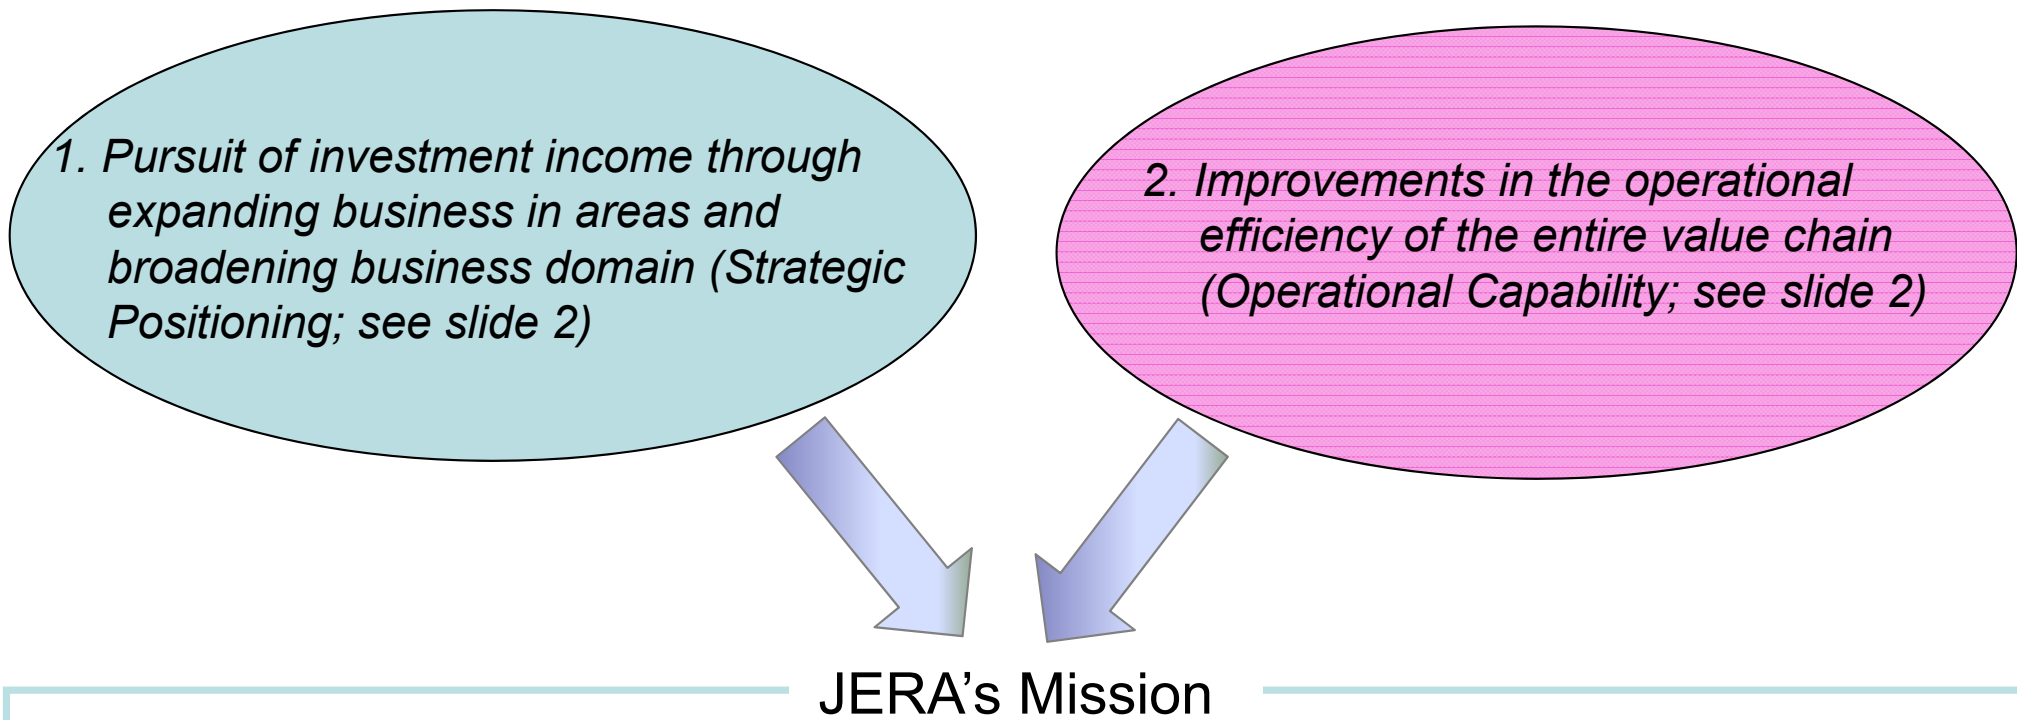 1. Pursuit of investment income through
expanding business in areas and
broadening business domain (Strategic
Positioning; see slide 2)
2. Improvements in the operational
efficiency of the entire value chain
(Operational Capability; see slide 2)
JERA’s Mission